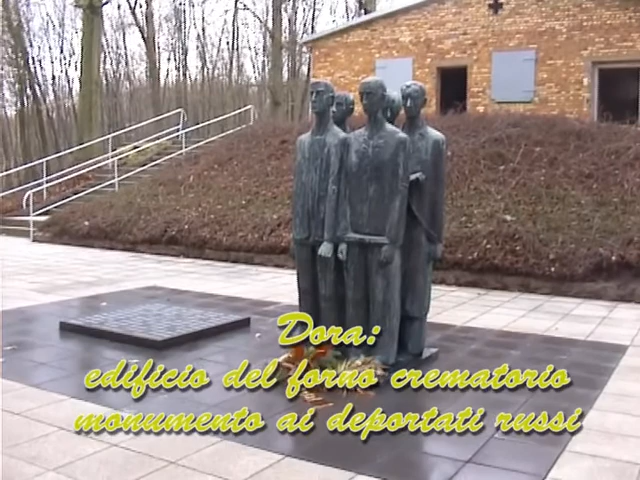 Dora:
edificio del forno crematorio
monumento ai deportati russi